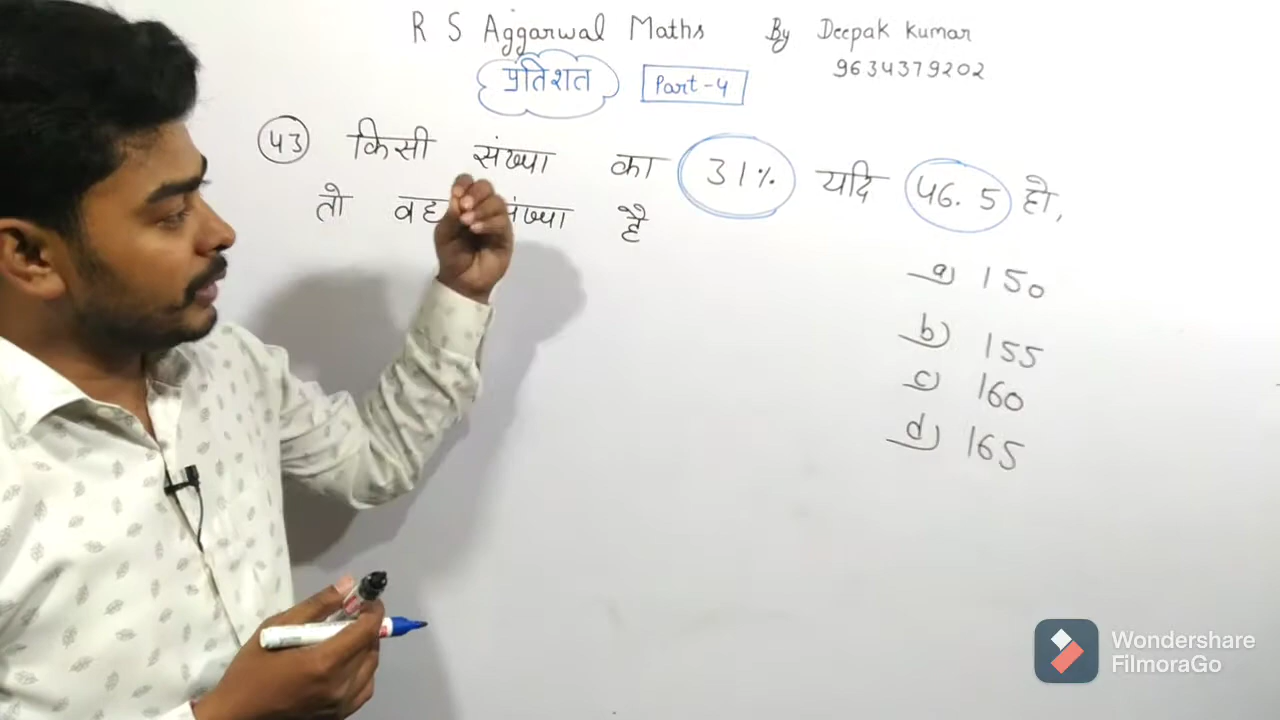 R S Aggarwal Maths By Deepak Kumar
9634379202
प्रतिशत Part-4
43 किसी संख्या का 31% यदि 46.5 हो,
तो वह संख्या है
a) 150
b) 155
c) 160
d) 165
Wondershare
FilmoraGo